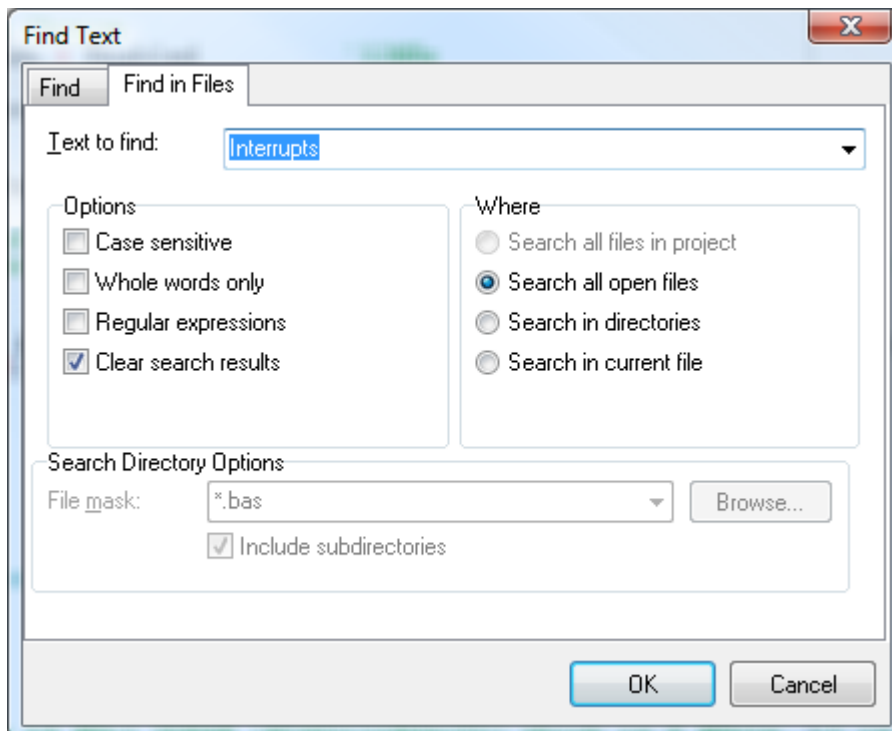 Find Text
Find Find in Files
Text to find: Interrupts
Options
Case sensitive
Whole words only
Regular expressions
Clear search results
Where
Search all files in project
Search all open files
Search in directories
Search in current file
Search Directory Options
File mask: *.bas Browse...
Include subdirectories
OK Cancel